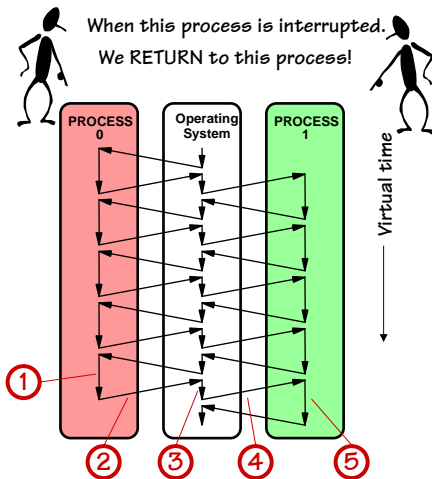 When this process is interrupted.
We RETURN to this process!
PROCESS
0
Operating
System
PROCESS
1
Virtual time
1
2
3
4
5